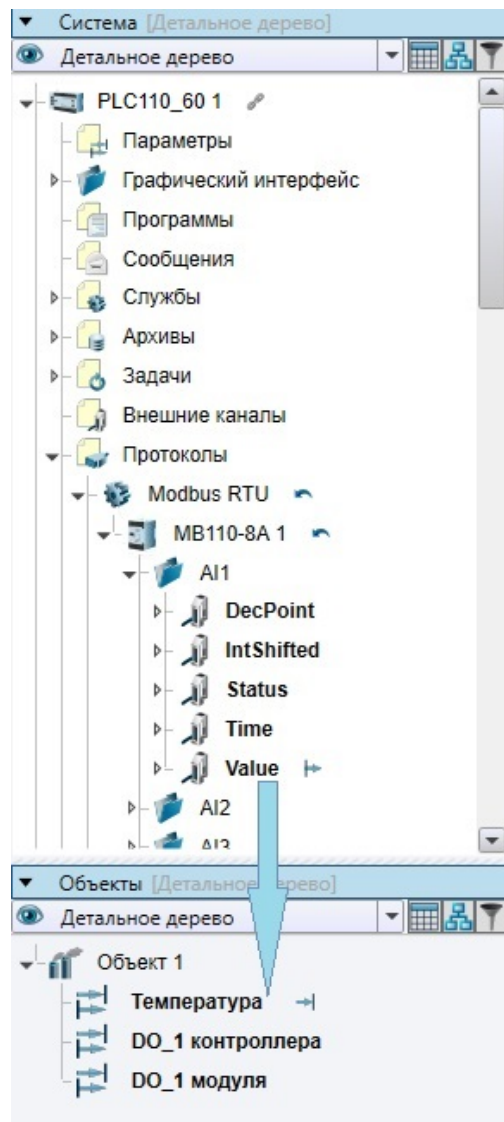 Система [Детальное дерево]
Детальное дерево
PLC110_60 1
Параметры
Графический интерфейс
Программы
Сообщения
Службы
Архивы
Задачи
Внешние каналы
Протоколы
Modbus RTU
MB110-8A 1
AI1
DecPoint
IntShifted
Status
Time
Value
AI2
AI3
Объекты [Детальное дерево]
Детальное дерево
Объект 1
Температура
DO_1 контроллера
DO_1 модуля